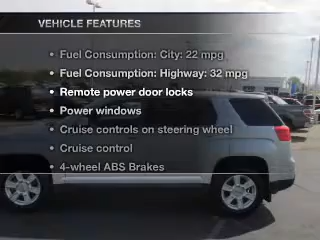 VEHICLE FEATURES
• Fuel Consumption: City: 22 mpg
• Fuel Consumption: Highway: 32 mpg
• Remote power door locks
• Power windows
• Cruise controls on steering wheel
• Cruise control
• 4-wheel ABS Brakes